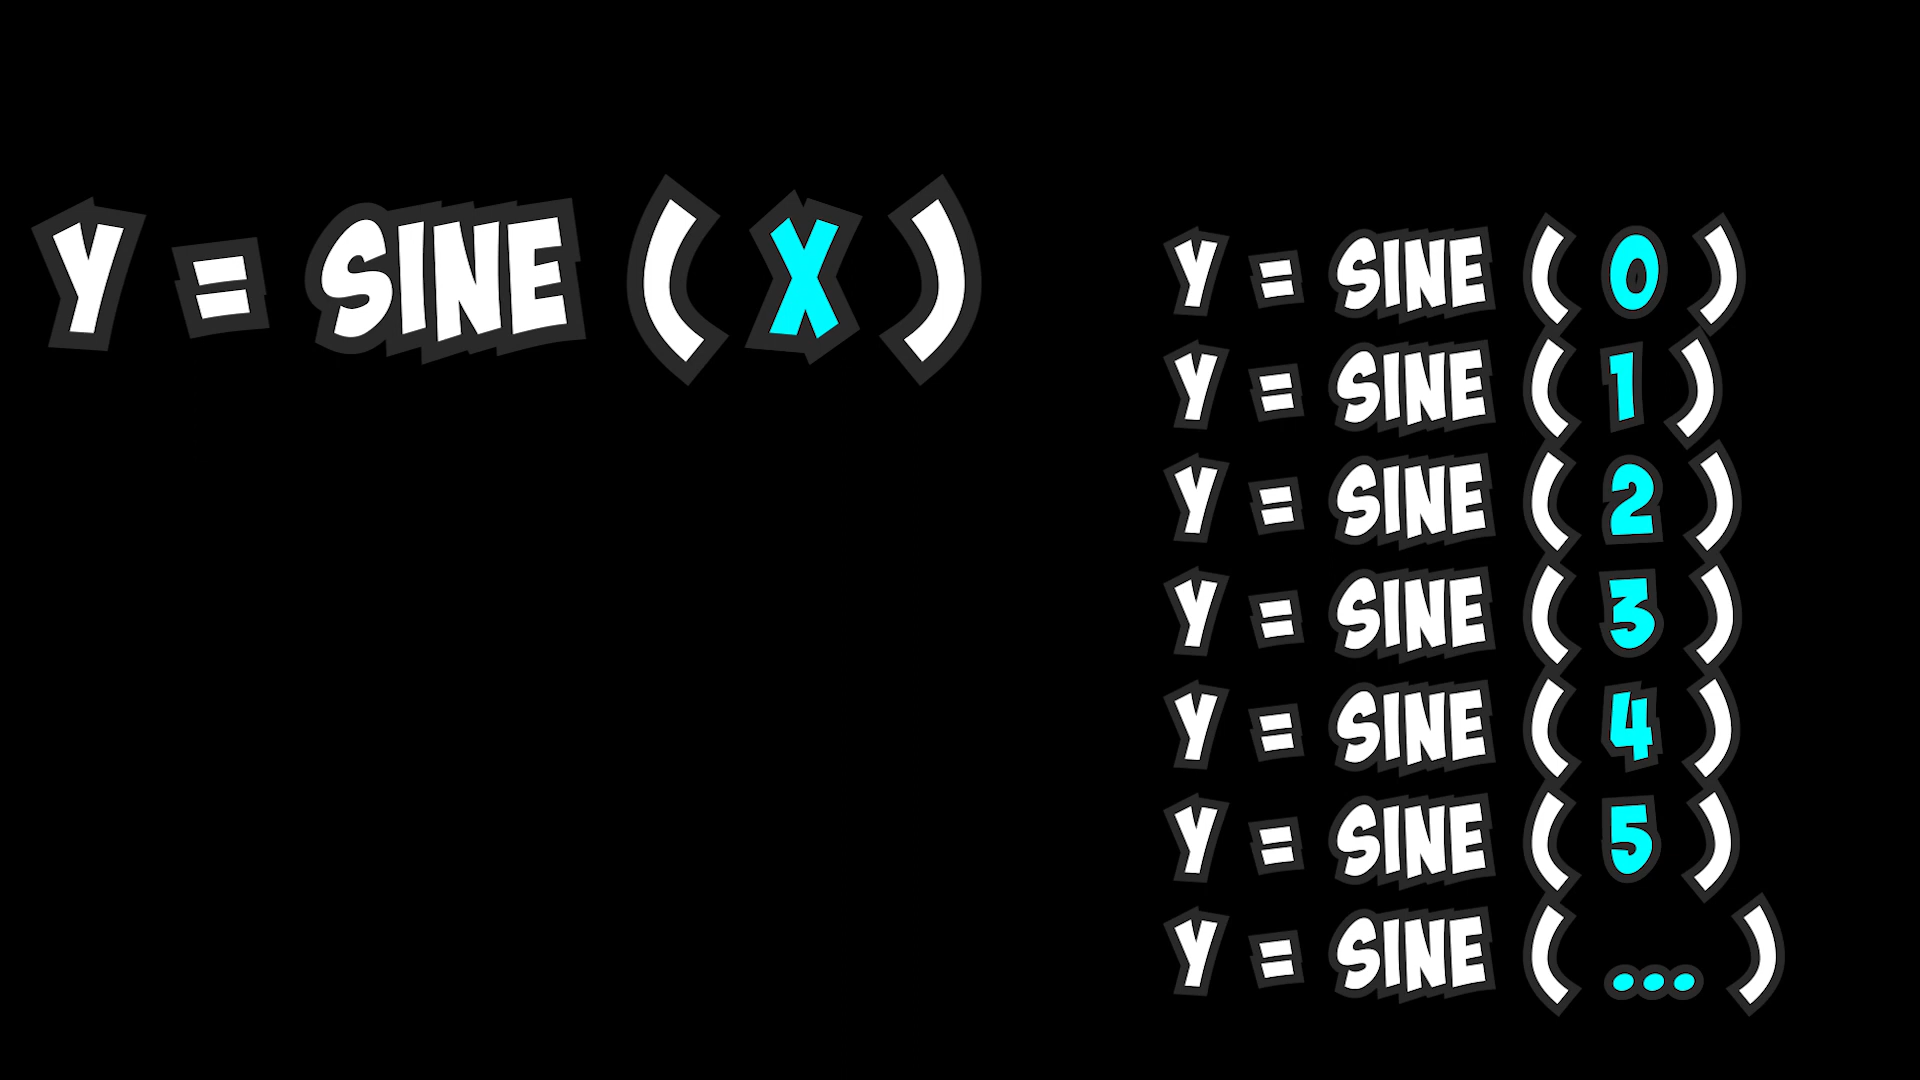 Y = SINE ( X )
Y = SINE ( 0 )
Y = SINE ( 1 )
Y = SINE ( 2 )
Y = SINE ( 3 )
Y = SINE ( 4 )
Y = SINE ( 5 )
Y = SINE ( ... )